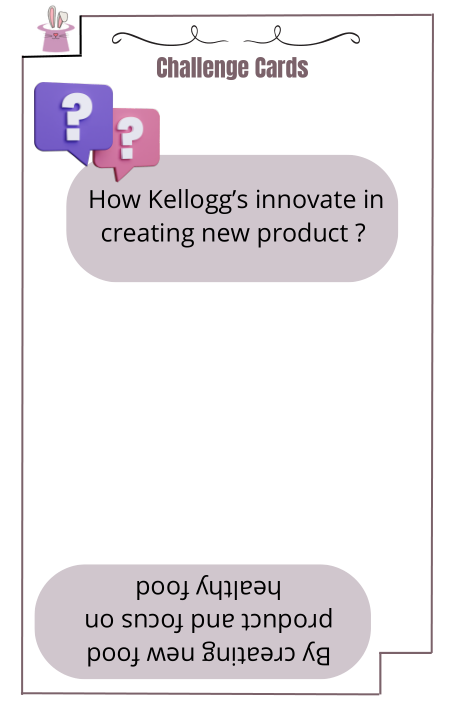 Challenge Cards
? ?
How Kellogg’s innovate in
creating new product ?
By creating new food
product and focus on
healthy food